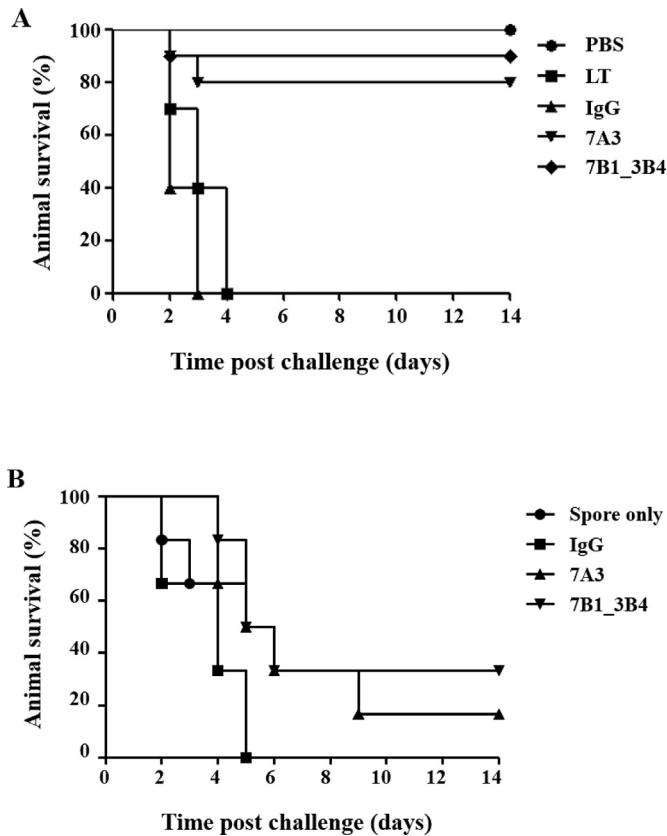 A
Animal survival (%)
100
80
60
40
20
0
0 2 4 6 8 10 12 14
Time post challenge (days)
PBS
LT
IgG
7A3
7B1_3B4
B
Animal survival (%)
100
80
60
40
20
0
0 2 4 6 8 10 12 14
Time post challenge (days)
Spore only
IgG
7A3
7B1_3B4